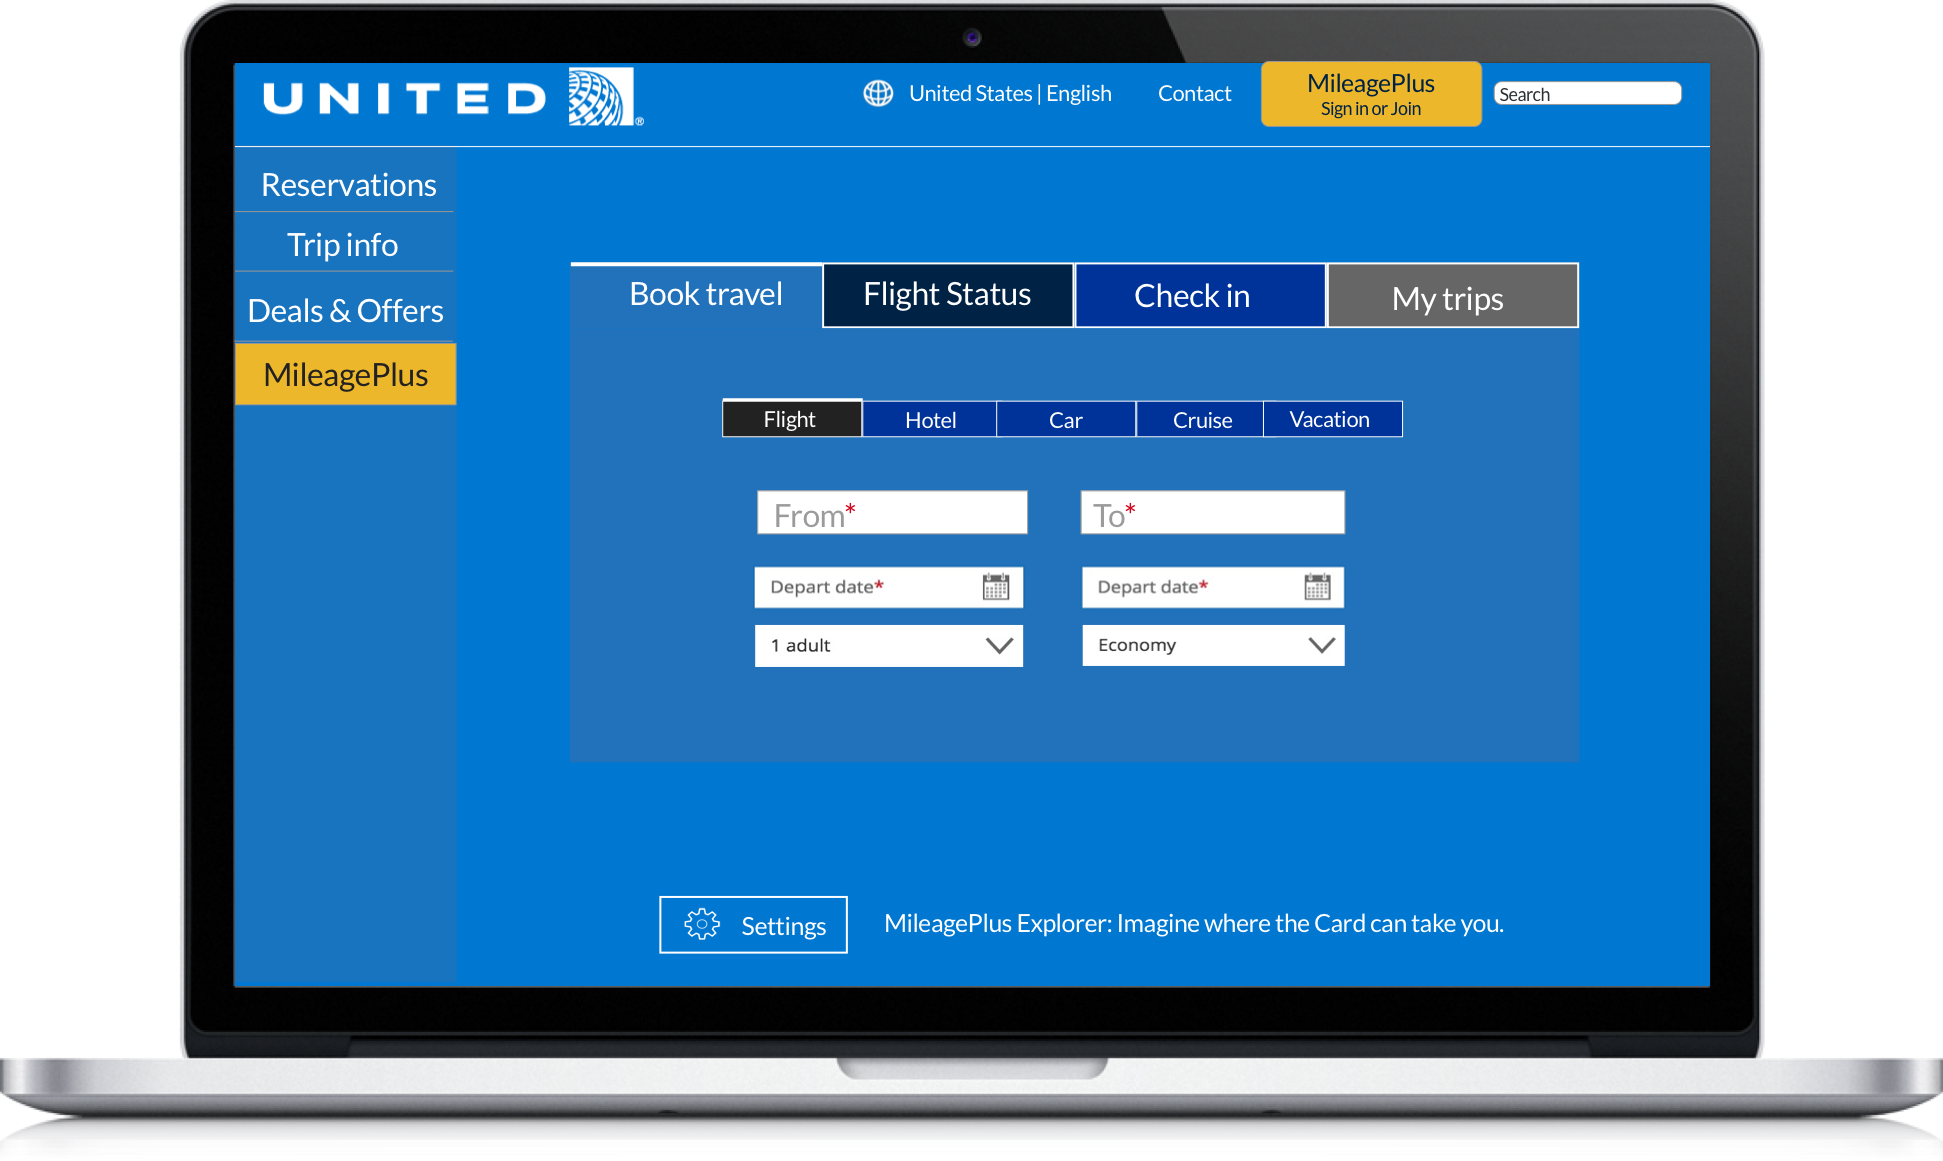 UNITED ®
United States | English
Contact
MileagePlus
Sign in or Join
Search
Reservations
Trip info
Deals & Offers
MileagePlus
Book travel
Flight Status
Check in
My trips
Flight
Hotel
Car
Cruise
Vacation
From*
To*
Depart date*
Depart date*
1 adult
Economy
Settings
MileagePlus Explorer: Imagine where the Card can take you.